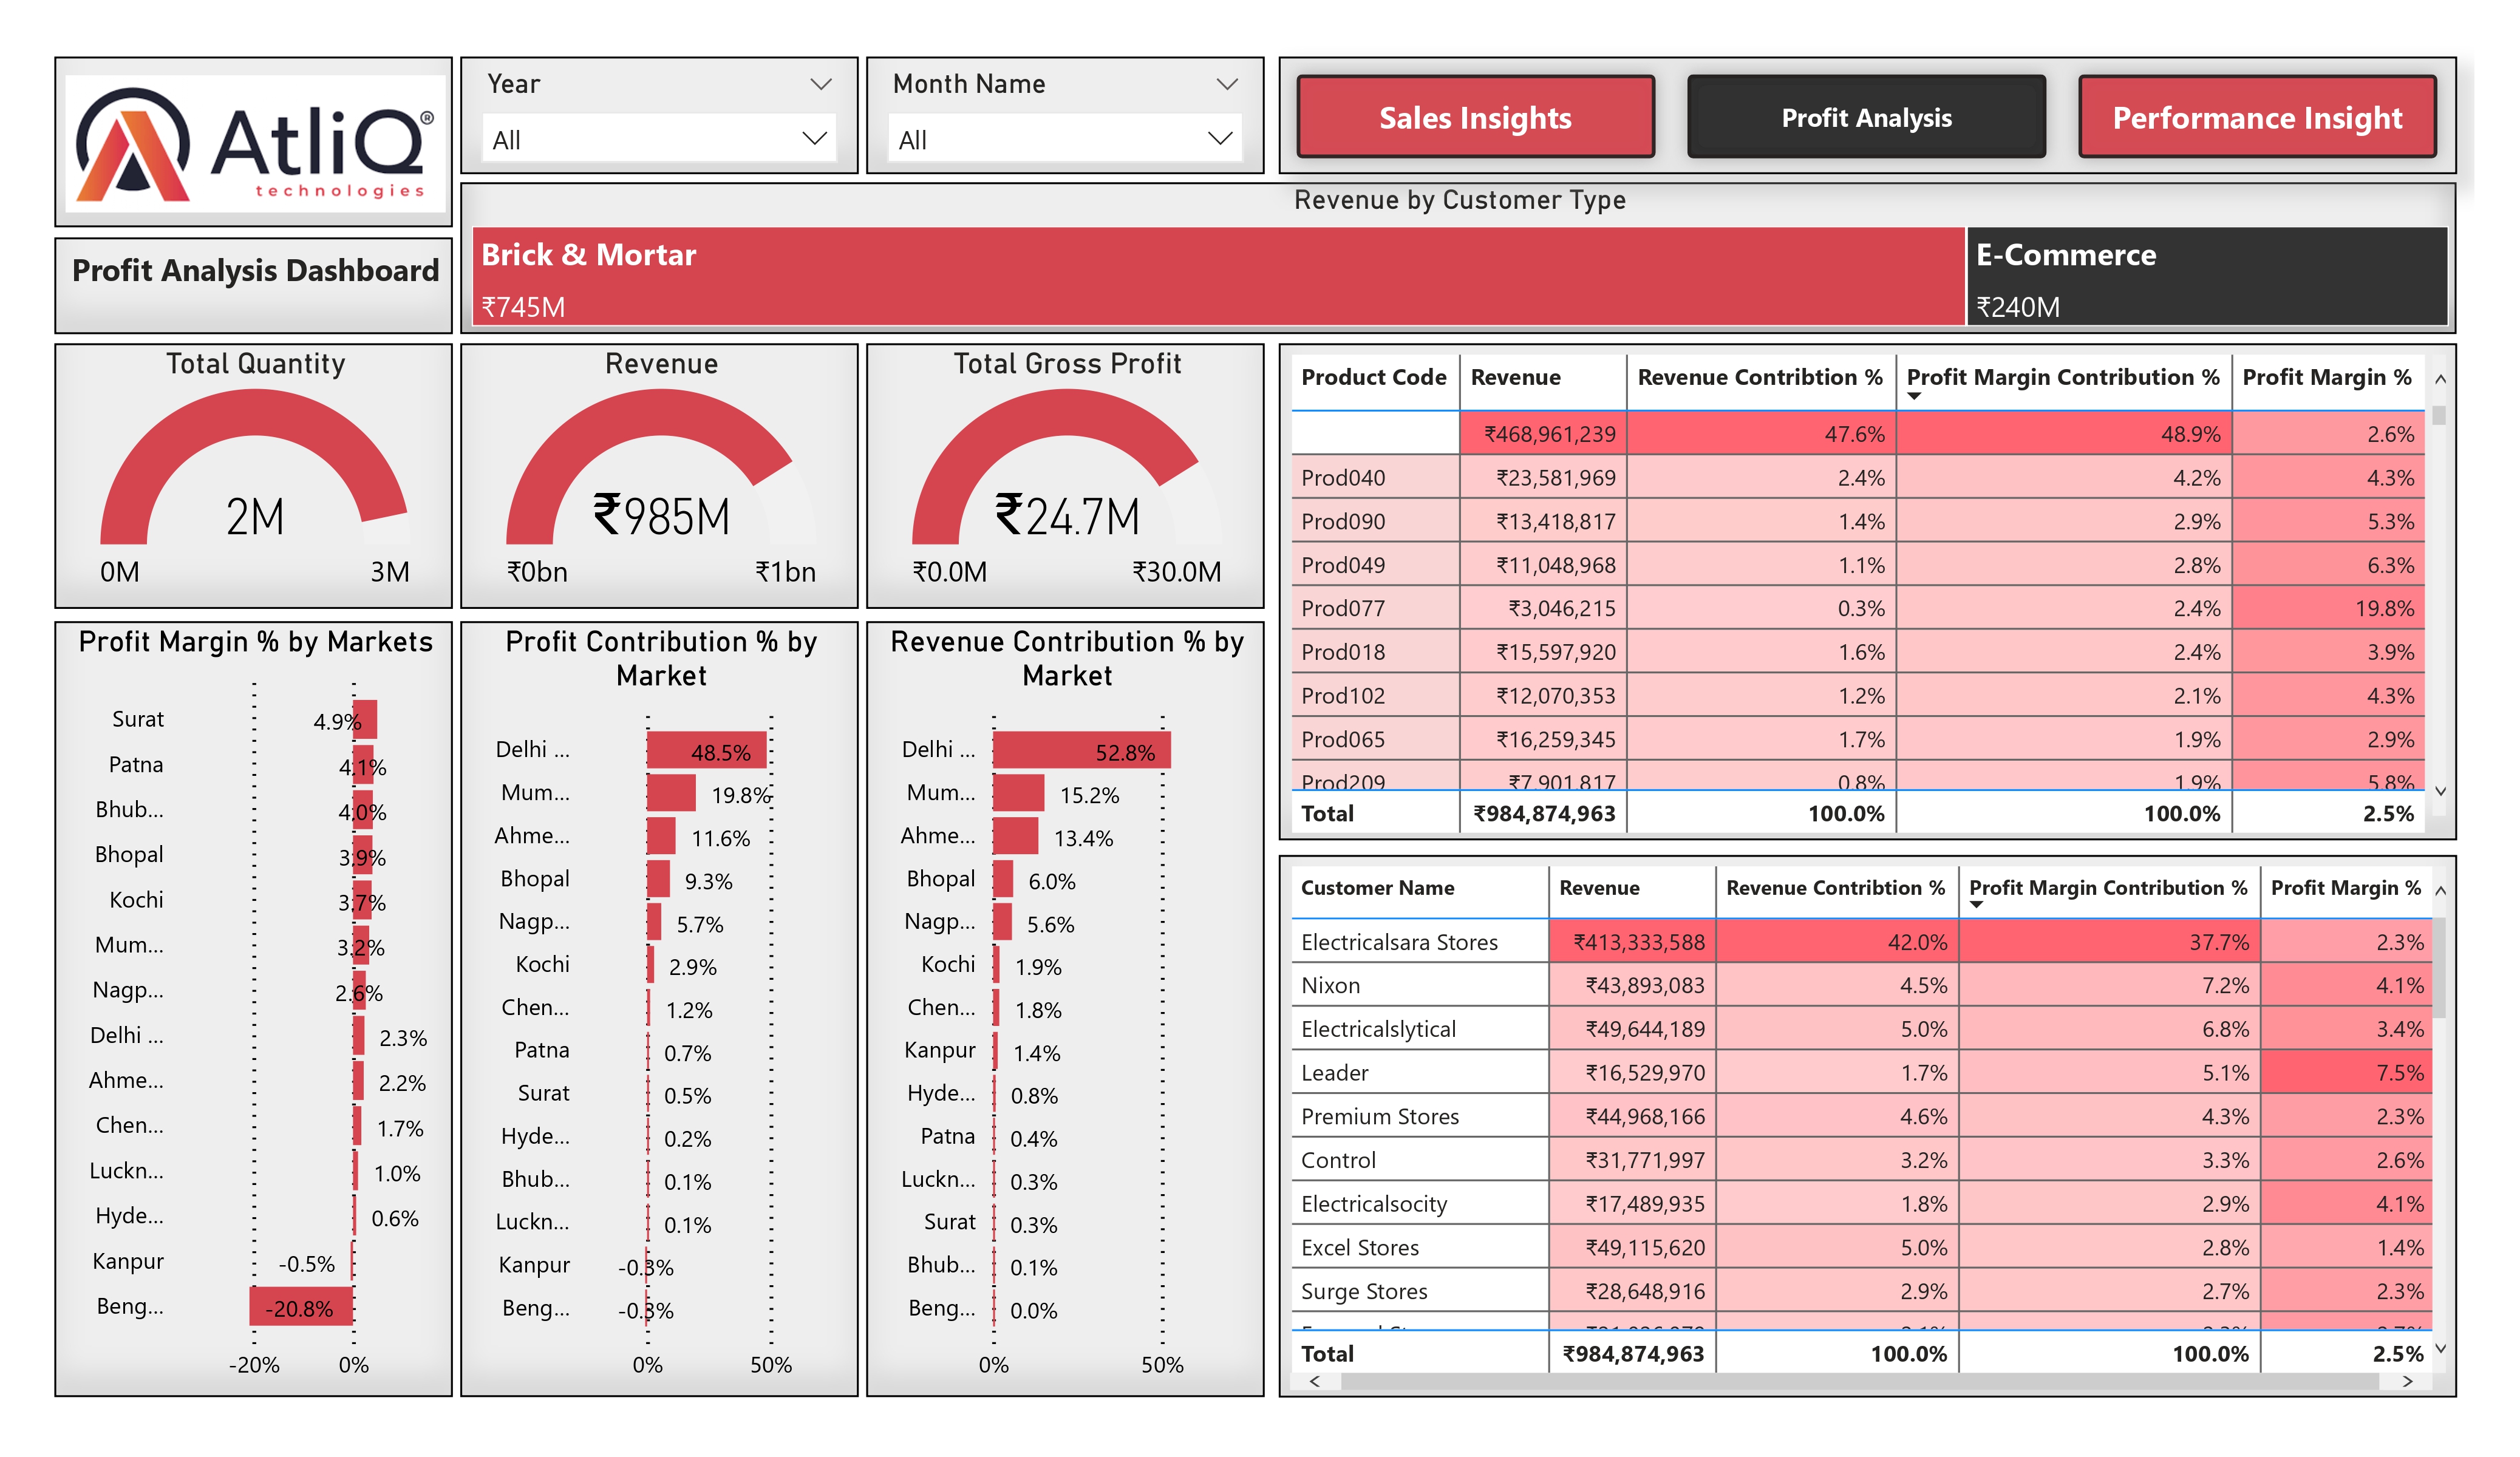 AtliQ®
technologies
Year
All
Month Name
All
Sales Insights
Profit Analysis
Performance Insight
Profit Analysis Dashboard
Revenue by Customer Type
Brick & Mortar
₹745M
E-Commerce
₹240M
Total Quantity
2M
0M 3M
Revenue
₹985M
₹0bn ₹1bn
Total Gross Profit
₹24.7M
₹0.0M ₹30.0M
Profit Margin % by Markets
Surat 4.9%
Patna 4.1%
Bhub... 4.0%
Bhopal 3.9%
Kochi 3.7%
Mum... 3.2%
Nagp... 2.6%
Delhi ... 2.3%
Ahme... 2.2%
Chen... 1.7%
Luckn... 1.0%
Hyde... 0.6%
Kanpur -0.5%
Beng... -20.8%
-20% 0%
Profit Contribution % by
Market
Delhi ... 48.5%
Mum... 19.8%
Ahme... 11.6%
Bhopal 9.3%
Nagp... 5.7%
Kochi 2.9%
Chen... 1.2%
Patna 0.7%
Surat 0.5%
Hyde... 0.2%
Bhub... 0.1%
Luckn... 0.1%
Kanpur -0.3%
Beng... -0.3%
0% 50%
Revenue Contribution % by
Market
Delhi ... 52.8%
Mum... 15.2%
Ahme... 13.4%
Bhopal 6.0%
Nagp... 5.6%
Kochi 1.9%
Chen... 1.8%
Kanpur 1.4%
Hyde... 0.8%
Patna 0.4%
Luckn... 0.3%
Surat 0.3%
Bhub... 0.1%
Beng... 0.0%
0% 50%
Product Code Revenue Revenue Contribtion % Profit Margin Contribution % Profit Margin %
₹468,961,239 47.6% 48.9% 2.6%
Prod040 ₹23,581,969 2.4% 4.2% 4.3%
Prod090 ₹13,418,817 1.4% 2.9% 5.3%
Prod049 ₹11,048,968 1.1% 2.8% 6.3%
Prod077 ₹3,046,215 0.3% 2.4% 19.8%
Prod018 ₹15,597,920 1.6% 2.4% 3.9%
Prod102 ₹12,070,353 1.2% 2.1% 4.3%
Prod065 ₹16,259,345 1.7% 1.9% 2.9%
Prod209 ₹7,901,817 0.8% 1.9% 5.8%
Total ₹984,874,963 100.0% 100.0% 2.5%
Customer Name Revenue Revenue Contribtion % Profit Margin Contribution % Profit Margin %
Electricalsara Stores ₹413,333,588 42.0% 37.7% 2.3%
Nixon ₹43,893,083 4.5% 7.2% 4.1%
Electricalslytical ₹49,644,189 5.0% 6.8% 3.4%
Leader ₹16,529,970 1.7% 5.1% 7.5%
Premium Stores ₹44,968,166 4.6% 4.3% 2.3%
Control ₹31,771,997 3.2% 3.3% 2.6%
Electricalsocity ₹17,489,935 1.8% 2.9% 4.1%
Excel Stores ₹49,115,620 5.0% 2.8% 1.4%
Surge Stores ₹28,648,916 2.9% 2.7% 2.3%
Total ₹984,874,963 100.0% 100.0% 2.5%